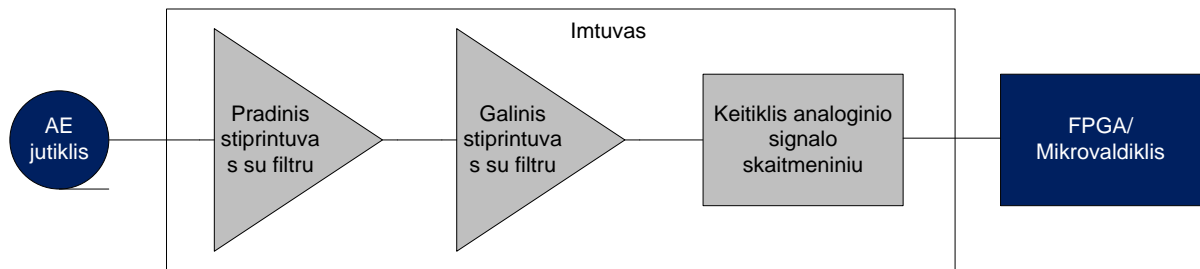 Imtuvas
AE
jutiklis
Pradinis
stiprintuva
s su filtru
Galinis
stiprintuva
s su filtru
Keitiklis analoginio
signalo
skaitmeniniu
FPGA/
Mikrovaldiklis